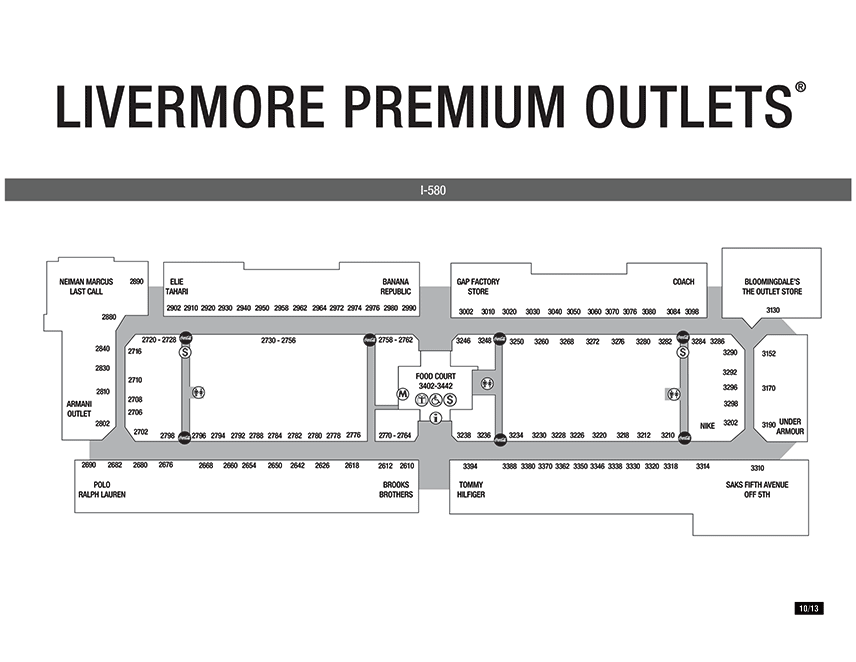 LIVERMORE PREMIUM OUTLETS®
I-580
NEIMAN MARCUS
LAST CALL
2890
2880
ELIE
TAHARI
BANANA
REPUBLIC
2902 2910 2920 2930 2940 2950 2958 2962 2964 2972 2974 2976 2980 2990
GAP FACTORY
STORE
COACH
3002 3010 3020 3030 3040 3050 3060 3070 3076 3080 3084 3098
BLOOMINGDALE'S
THE OUTLET STORE
3130
2840
2830
2810
ARMANI
OUTLET
2802
2720 - 2728
2730 - 2756
2758 - 2762
2716
2710
2708
2706
2702
S
2798 2796 2794 2792 2788 2784 2782 2780 2778 2776
2770 - 2764
FOOD COURT
3402-3442
M
S
i
3246 3248 3250 3260 3268 3272 3276 3280 3282 3284 3286
S
3290
3292
3296
3298
3202
NIKE
3238 3236 3234 3230 3228 3226 3220 3218 3212 3210
3152
3170
3190
UNDER
ARMOUR
2690 2682 2680 2676 2668 2660 2654 2650 2642 2626 2618 2612 2610
POLO
RALPH LAUREN
BROOKS
BROTHERS
3394 3388 3380 3370 3362 3350 3346 3338 3330 3320 3318 3314 3310
TOMMY
HILFIGER
SAKS FIFTH AVENUE
OFF 5TH
10/13